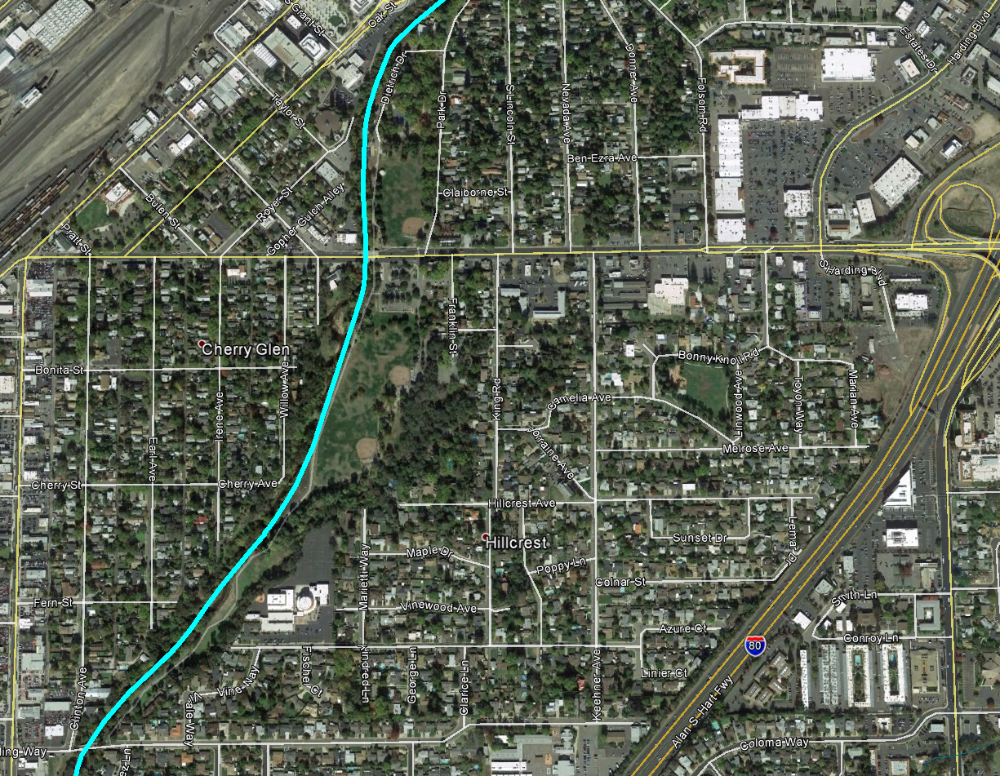 S Grant St
Oak St
Estates Dr
Harding Blvd
Dietrich Dr
Donner Ave
Taylor St
Park Dr
S Lincoln St
Nevada Ave
Folsom Rd
Ben Ezra Ave
Claiborne St
Royer St
Bulen St
Gopher Gulch Alley
Pratt St
S Harding Blvd
Franklin St
Cherry Glen
Bonita St
Bonny Knoll Rd
Willow Ave
Irene Ave
King Rd
Camelia Ave
Linwood Ave
Toyon Way
Marian Ave
Earl Ave
Lorraine Ave
Melrose Ave
Cherry St
Cherry Ave
Hillcrest Ave
Hillcrest
Sunset Dr
Lemar Dr
Maple Dr
Marietti Way
Poppy Ln
Colnar St
Fern St
Vinewood Ave
Smith Ln
Azure Ct
Conroy Ln
80
Vine Way
Fischer Ct
Kindred Ln
George Ln
Clarice Ln
Keehner Ave
Linier Ct
Alan S. Hart Fwy
Clinton Ave
Vale Way
ling Way
Coloma Way